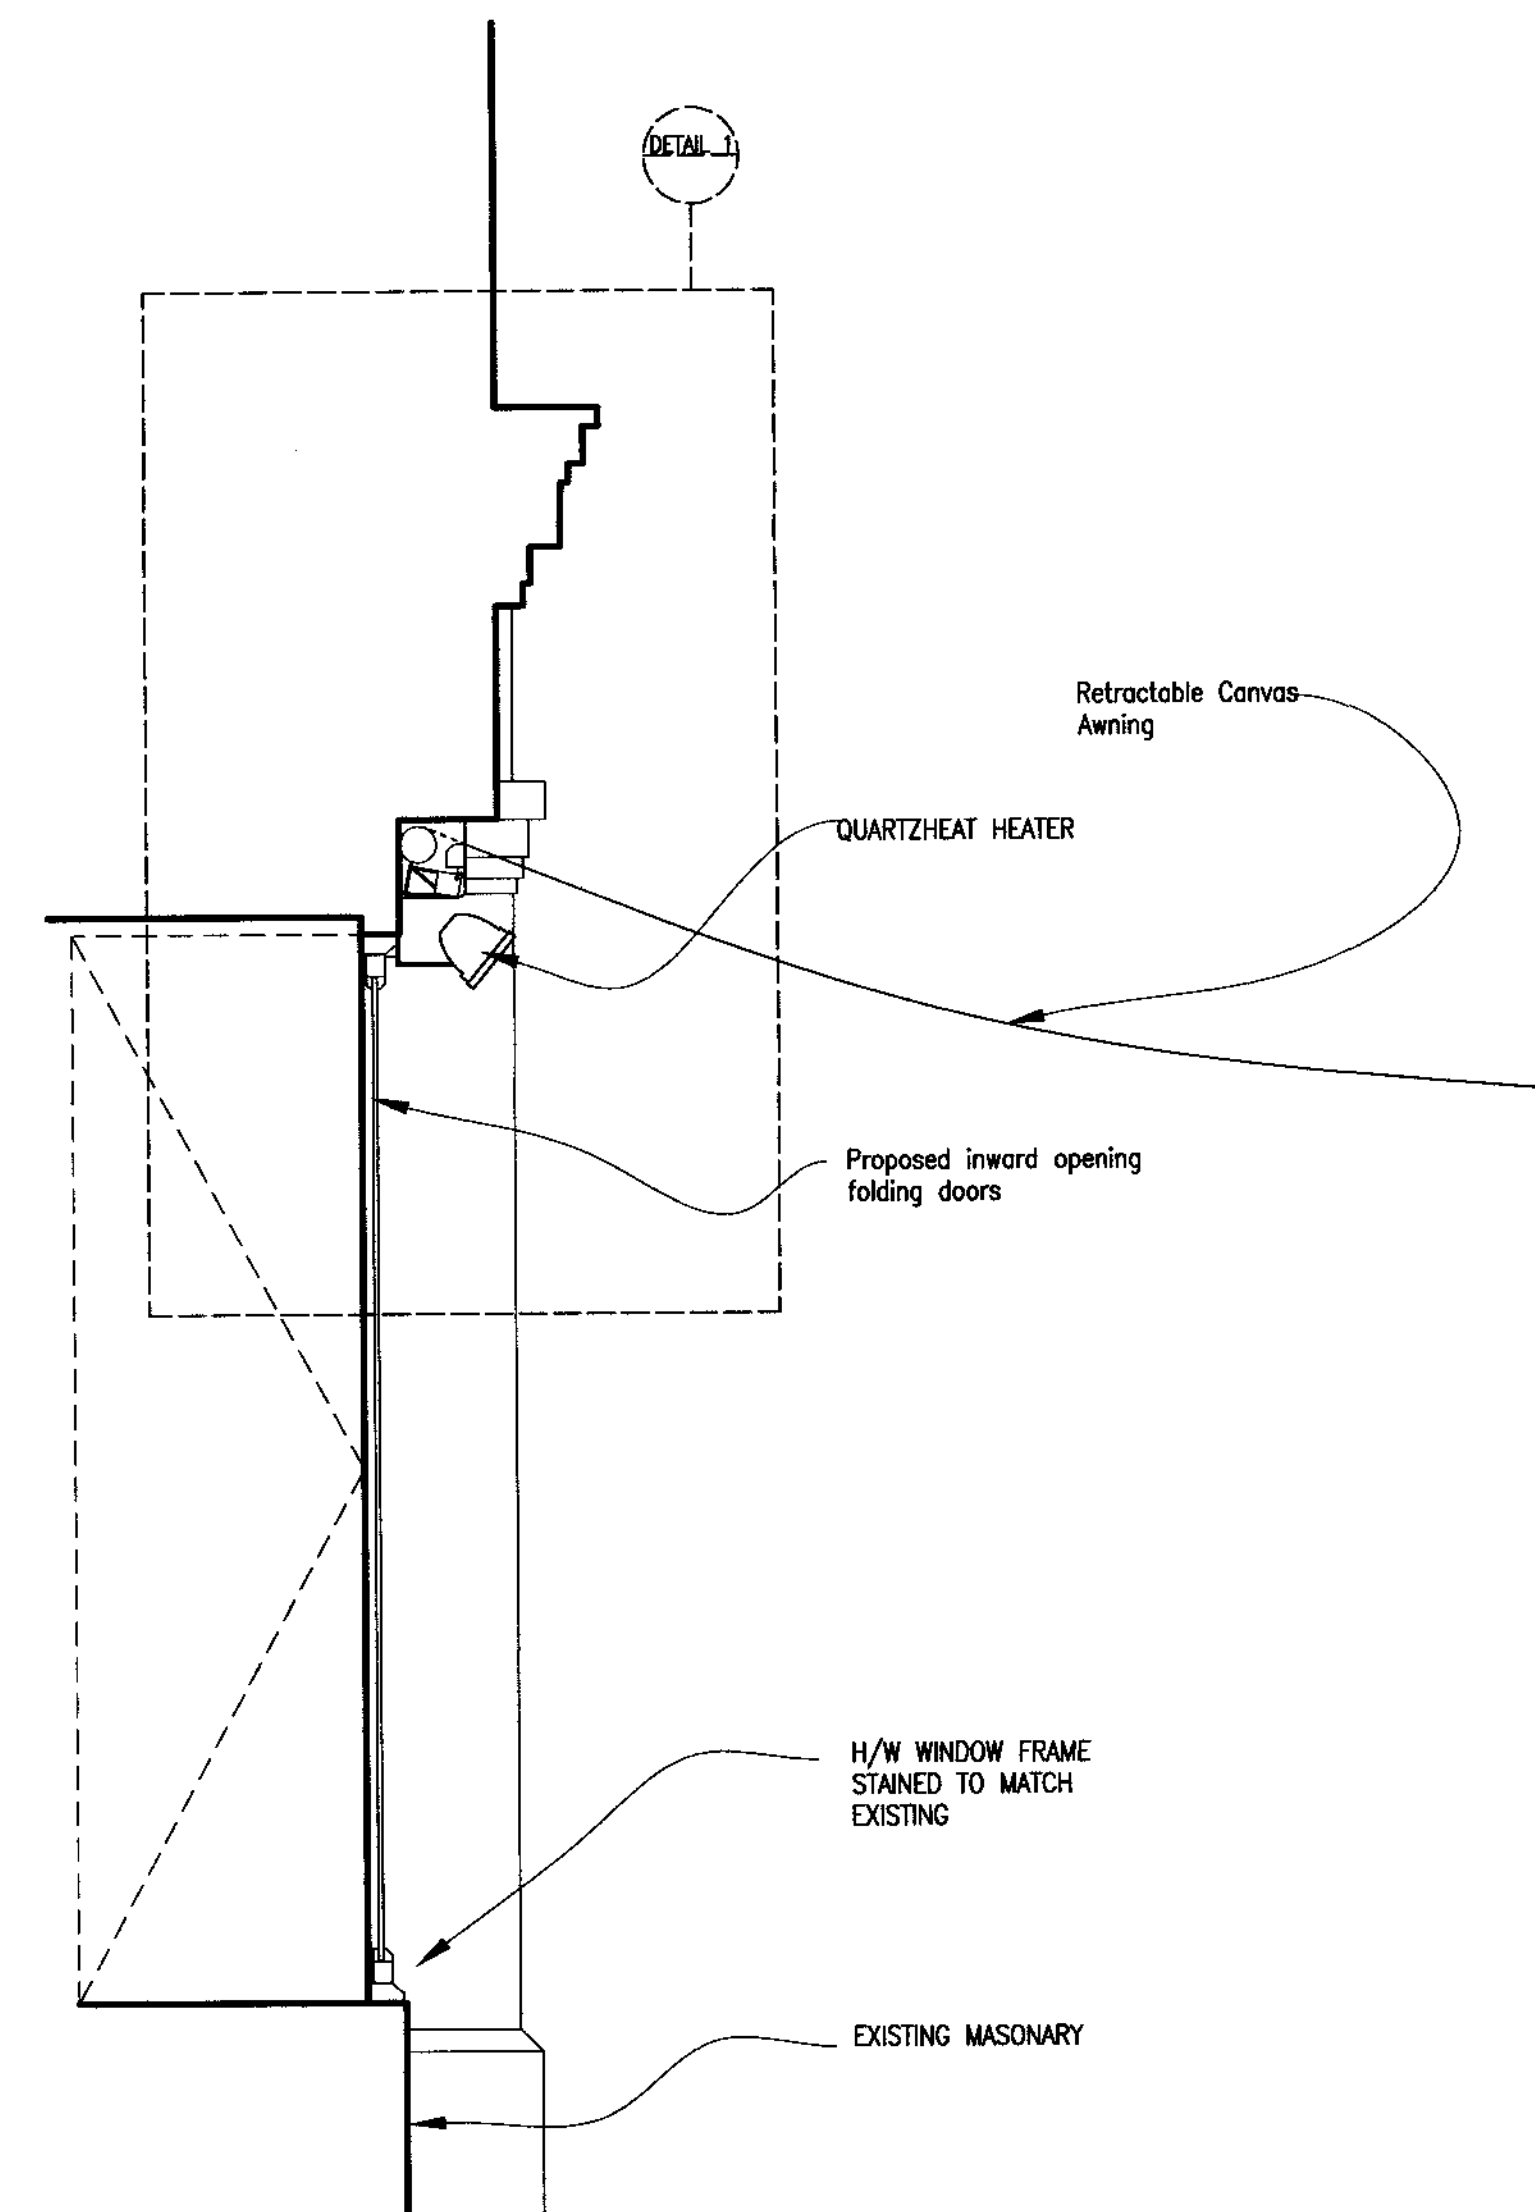 DETAIL 1
Retractable Canvas
Awning
QUARTZHEAT HEATER
Proposed inward opening
folding doors
H/W WINDOW FRAME
STAINED TO MATCH
EXISTING
EXISTING MASONARY